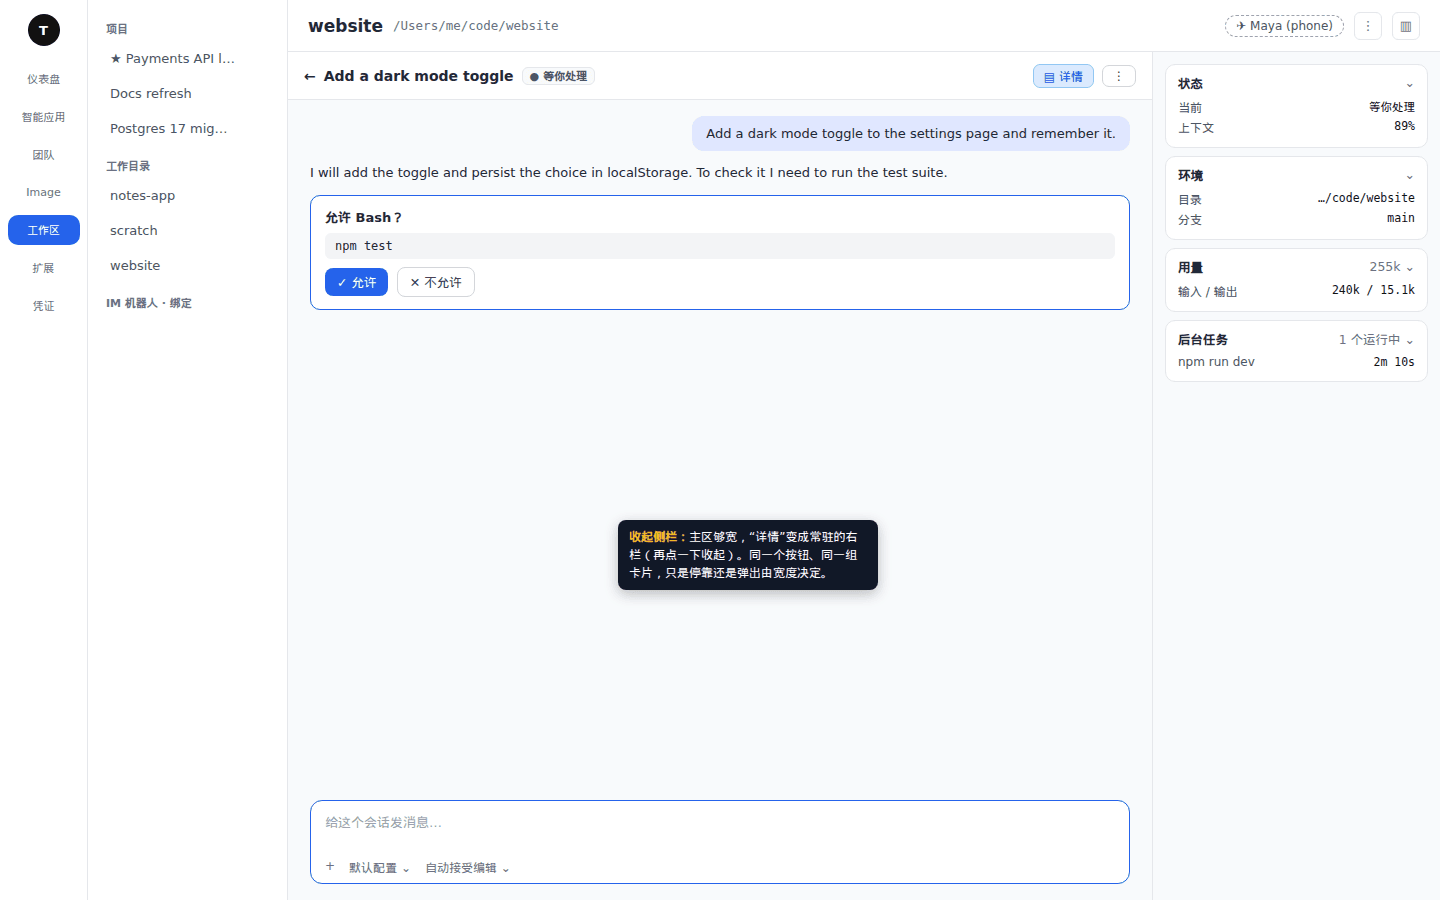 T
仪表盘
智能应用
团队
Image
工作区
扩展
凭证
项目
★ Payments API l…
Docs refresh
Postgres 17 mig…
工作目录
notes-app
scratch
website
IM 机器人 · 绑定
website /Users/me/code/website
✈ Maya (phone) ⋮ ▥
← Add a dark mode toggle ● 等你处理
▤ 详情 ⋮
Add a dark mode toggle to the settings page and remember it.
I will add the toggle and persist the choice in localStorage. To check it I need to run the test suite.
允许 Bash？
npm test
✓ 允许 ✕ 不允许
收起侧栏：主区够宽，“详情”变成常驻的右
栏（再点一下收起）。同一个按钮、同一组
卡片，只是停靠还是弹出由宽度决定。
给这个会话发消息…
+ 默认配置 ⌄ 自动接受编辑 ⌄
状态 ⌄
当前 等你处理
上下文 89%
环境 ⌄
目录 …/code/website
分支 main
用量 255k ⌄
输入 / 输出 240k / 15.1k
后台任务 1 个运行中 ⌄
npm run dev 2m 10s